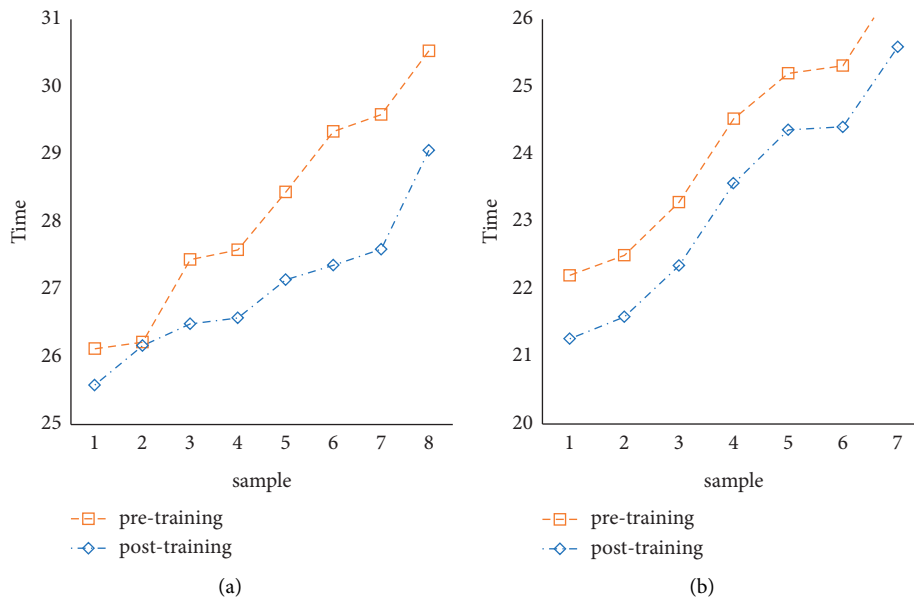 31
30
29
28
27
26
25
Time
1 2 3 4 5 6 7 8
sample
pre-training
post-training
(a)
26
25
24
23
22
21
20
Time
1 2 3 4 5 6 7
sample
pre-training
post-training
(b)